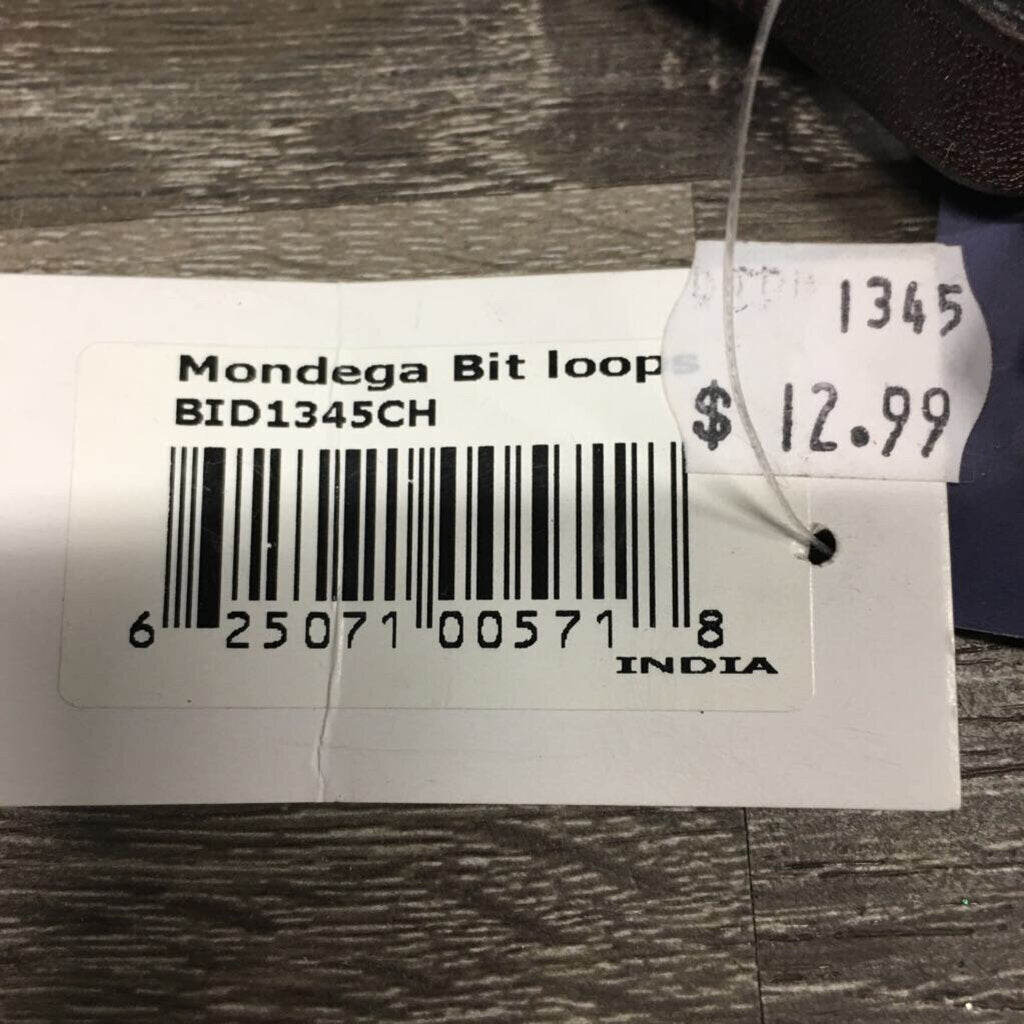 1345
$ 12.99
Mondega Bit loops
BID1345CH
6 25071 00571 8
INDIA